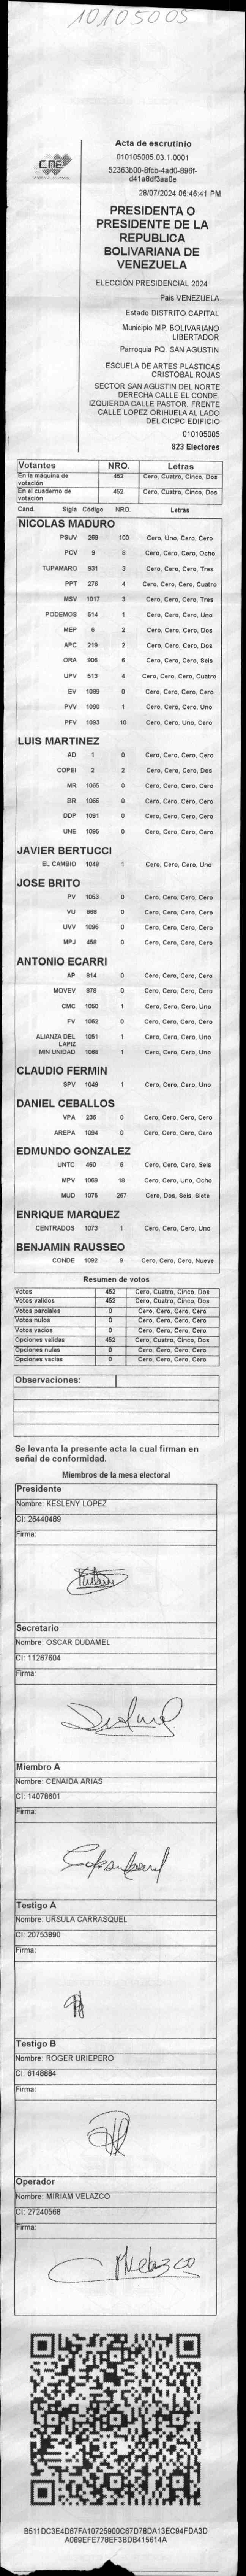 10105005
CNE
Acta de escrutinio
010105005.03.1.0001
52363b00-8fcb-4ad0-896f-
d41a8df3aa0e
28/07/2024 06:46:41 PM
PRESIDENTA O
PRESIDENTE DE LA
REPUBLICA
BOLIVARIANA DE
VENEZUELA
ELECCIÓN PRESIDENCIAL 2024
País VENEZUELA
Estado DISTRITO CAPITAL
Municipio MP. BOLIVARIANO
LIBERTADOR
Parroquia PQ. SAN AGUSTIN
ESCUELA DE ARTES PLASTICAS
CRISTOBAL ROJAS
SECTOR SAN AGUSTIN DEL NORTE
DERECHA CALLE EL CONDE.
IZQUIERDA CALLE PASTOR. FRENTE
CALLE LOPEZ ORIHUELA AL LADO
DEL CICPC EDIFICIO
010105005
823 Electores
Votantes NRO. Letras
En la máquina de votación 452 Cero, Cuatro, Cinco, Dos
En el cuaderno de votación 452 Cero, Cuatro, Cinco, Dos
Cand. Sigla Código NRO. Letras
NICOLAS MADURO
PSUV 269 100 Cero, Uno, Cero, Cero
PCV 9 8 Cero, Cero, Cero, Ocho
TUPAMARO 931 3 Cero, Cero, Cero, Tres
PPT 276 4 Cero, Cero, Cero, Cuatro
MSV 1017 3 Cero, Cero, Cero, Tres
PODEMOS 514 1 Cero, Cero, Cero, Uno
MEP 6 2 Cero, Cero, Cero, Dos
APC 219 2 Cero, Cero, Cero, Dos
ORA 906 6 Cero, Cero, Cero, Seis
UPV 513 4 Cero, Cero, Cero, Cuatro
EV 1089 0 Cero, Cero, Cero, Cero
PVV 1090 1 Cero, Cero, Cero, Uno
PFV 1093 10 Cero, Cero, Uno, Cero
LUIS MARTINEZ
AD 1 0 Cero, Cero, Cero, Cero
COPEI 2 2 Cero, Cero, Cero, Dos
MR 1065 0 Cero, Cero, Cero, Cero
BR 1066 0 Cero, Cero, Cero, Cero
DDP 1091 0 Cero, Cero, Cero, Cero
UNE 1095 0 Cero, Cero, Cero, Cero
JAVIER BERTUCCI
EL CAMBIO 1048 1 Cero, Cero, Cero, Uno
JOSE BRITO
PV 1053 0 Cero, Cero, Cero, Cero
VU 868 0 Cero, Cero, Cero, Cero
UVV 1096 0 Cero, Cero, Cero, Cero
MPJ 458 0 Cero, Cero, Cero, Cero
ANTONIO ECARRI
AP 814 0 Cero, Cero, Cero, Cero
MOVEV 878 0 Cero, Cero, Cero, Cero
CMC 1050 1 Cero, Cero, Cero, Uno
FV 1062 0 Cero, Cero, Cero, Cero
ALIANZA DEL LAPIZ 1051 1 Cero, Cero, Cero, Uno
MIN UNIDAD 1068 1 Cero, Cero, Cero, Uno
CLAUDIO FERMIN
SPV 1049 1 Cero, Cero, Cero, Uno
DANIEL CEBALLOS
VPA 236 0 Cero, Cero, Cero, Cero
AREPA 1094 0 Cero, Cero, Cero, Cero
EDMUNDO GONZALEZ
UNTC 460 6 Cero, Cero, Cero, Seis
MPV 1069 19 Cero, Cero, Uno, Ocho
MUD 1075 267 Cero, Dos, Seis, Siete
ENRIQUE MARQUEZ
CENTRADOS 1073 1 Cero, Cero, Cero, Uno
BENJAMIN RAUSSEO
CONDE 1092 9 Cero, Cero, Cero, Nueve
Resumen de votos
Votos 452 Cero, Cuatro, Cinco, Dos
Votos validos 452 Cero, Cuatro, Cinco, Dos
Votos parciales 0 Cero, Cero, Cero, Cero
Votos nulos 0 Cero, Cero, Cero, Cero
Votos vacios 0 Cero, Cero, Cero, Cero
Opciones validas 452 Cero, Cuatro, Cinco, Dos
Opciones nulas 0 Cero, Cero, Cero, Cero
Opciones vacias 0 Cero, Cero, Cero, Cero
Observaciones:
Se levanta la presente acta la cual firman en
señal de conformidad.
Miembros de la mesa electoral
Presidente
Nombre: KESLENY LOPEZ
CI: 26440489
Firma:
Secretario
Nombre: OSCAR DUDAMEL
CI: 11267604
Firma:
Miembro A
Nombre: CENAIDA ARIAS
CI: 14078601
Firma:
Testigo A
Nombre: URSULA CARRASQUEL
CI: 20753890
Firma:
Testigo B
Nombre: ROGER URIEPERO
CI: 6148884
Firma:
Operador
Nombre: MIRIAM VELAZCO
CI: 27240568
Firma:
Velazco
B511DC3E4D67FA10725900C67D78DA13EC94FDA3D
A089EFE778EF3BDB415614A